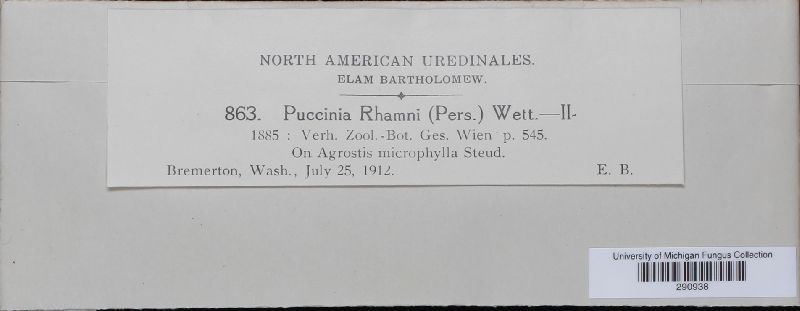 NORTH AMERICAN UREDINALES.
ELAM BARTHOLOMEW.
863. Puccinia Rhamni (Pers.) Wett.—II-
1885 : Verh. Zool.-Bot. Ges. Wien p. 545.
On Agrostis microphylla Steud.
Bremerton, Wash., July 25, 1912. E. B.
University of Michigan Fungus Collection
290938